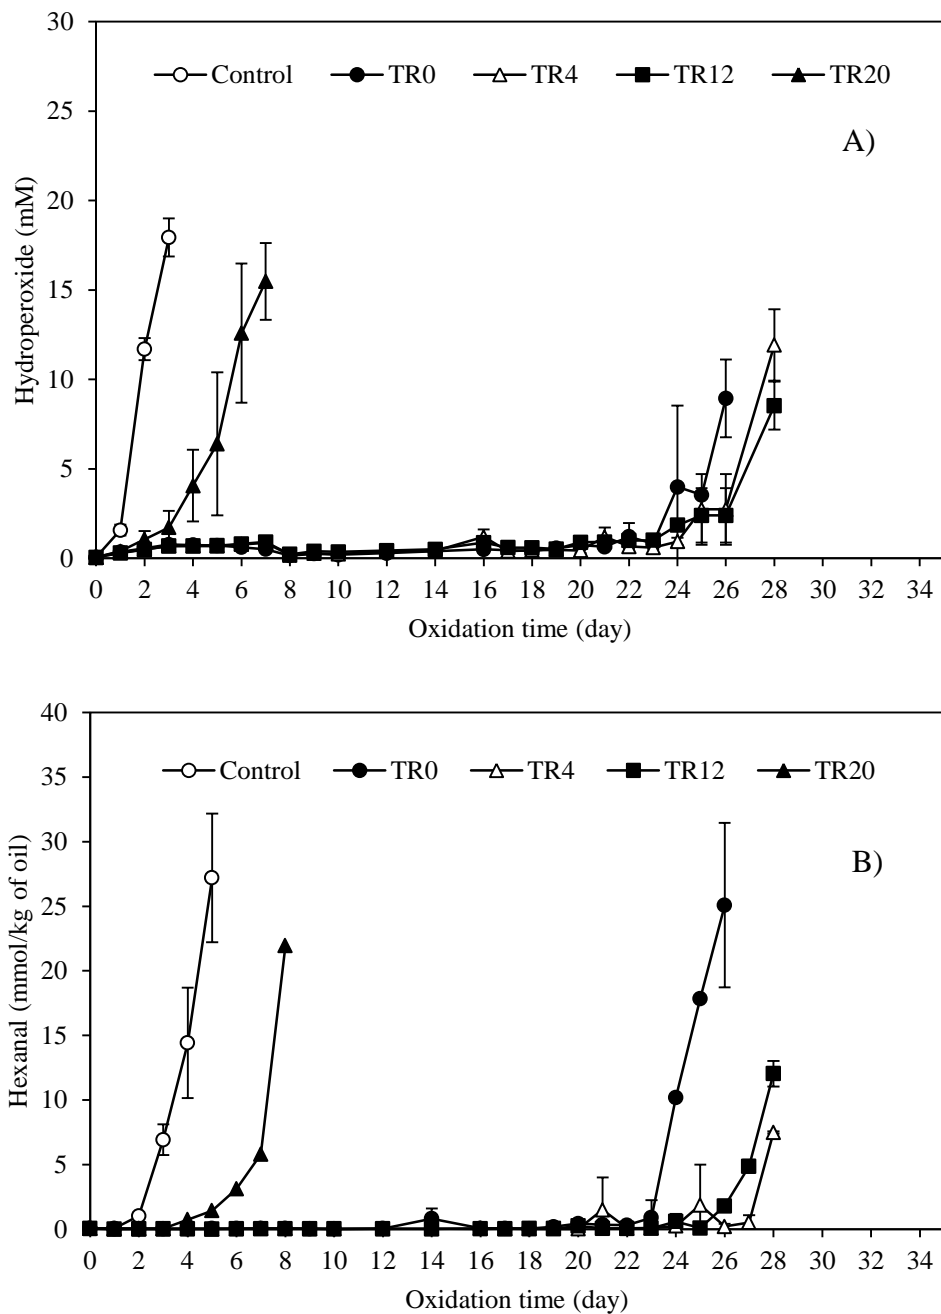 30
Control TR0 TR4 TR12 TR20
25
A)
20
15
10
5
0
Hydroperoxide (mM)
0 2 4 6 8 10 12 14 16 18 20 22 24 26 28 30 32 34
Oxidation time (day)
40
35
Control TR0 TR4 TR12 TR20
30
B)
25
20
15
10
5
0
Hexanal (mmol/kg of oil)
0 2 4 6 8 10 12 14 16 18 20 22 24 26 28 30 32 34
Oxidation time (day)